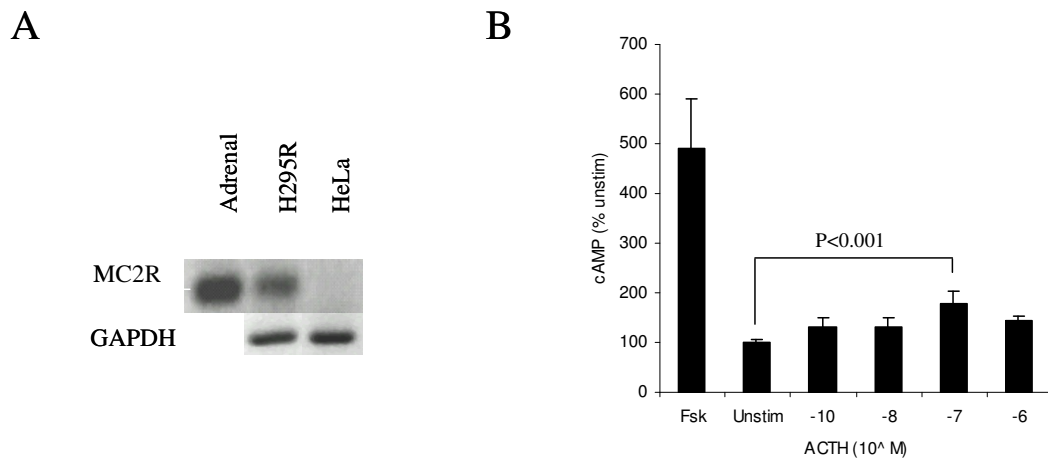 A
Adrenal
H295R
HeLa
MC2R
GAPDH
B
700
600
500
400
300
200
100
0
cAMP (% unstim)
P<0.001
Fsk Unstim -10 -8 -7 -6
ACTH (10^ M)